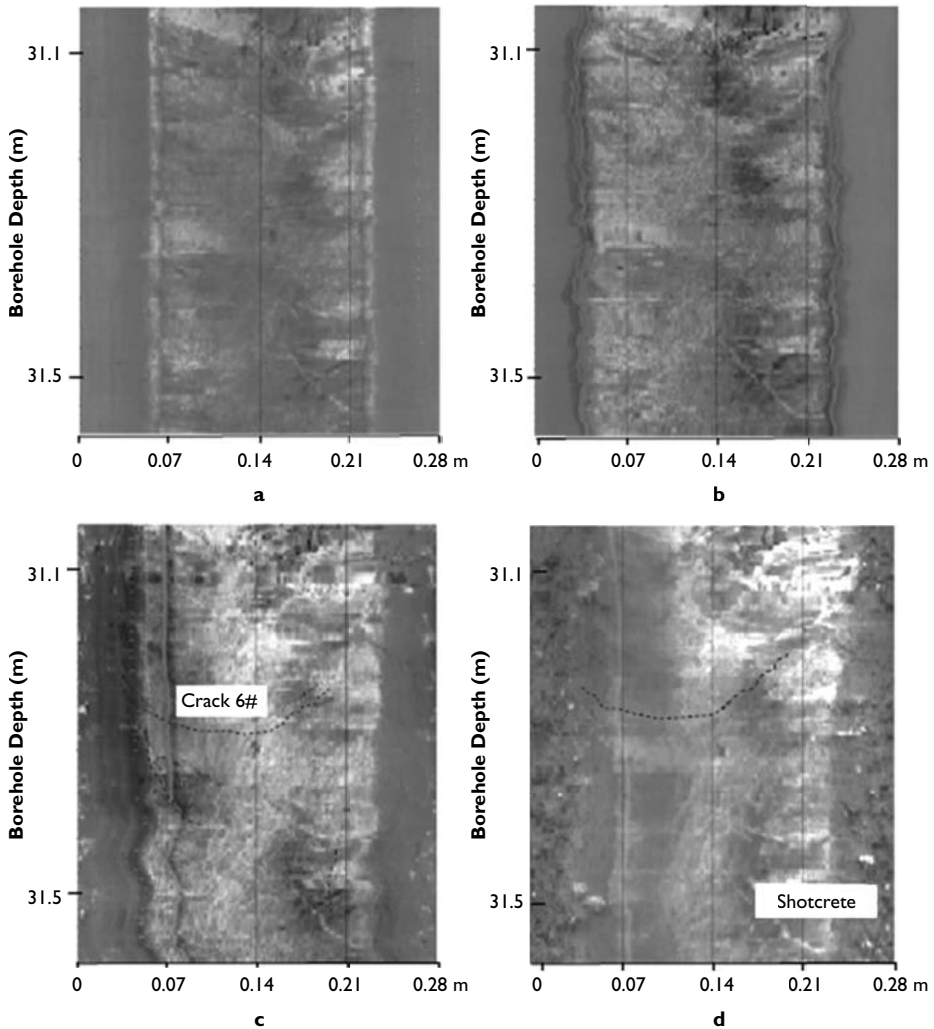 31.1
Borehole Depth (m)
31.5
0 0.07 0.14 0.21 0.28 m
a
31.1
Borehole Depth (m)
31.5
0 0.07 0.14 0.21 0.28 m
b
31.1
Crack 6#
Borehole Depth (m)
31.5
0 0.07 0.14 0.21 0.28 m
c
31.1
Borehole Depth (m)
Shotcrete
31.5
0 0.07 0.14 0.21 0.28 m
d